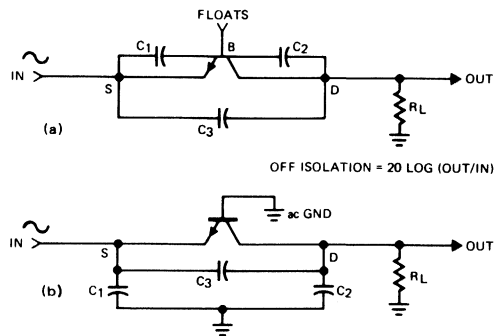 FLOATS
C1 B C2
IN S D OUT
C3 RL
(a)
OFF ISOLATION = 20 LOG (OUT/IN)
ac GND
IN S D OUT
C3 RL
(b) C1 C2